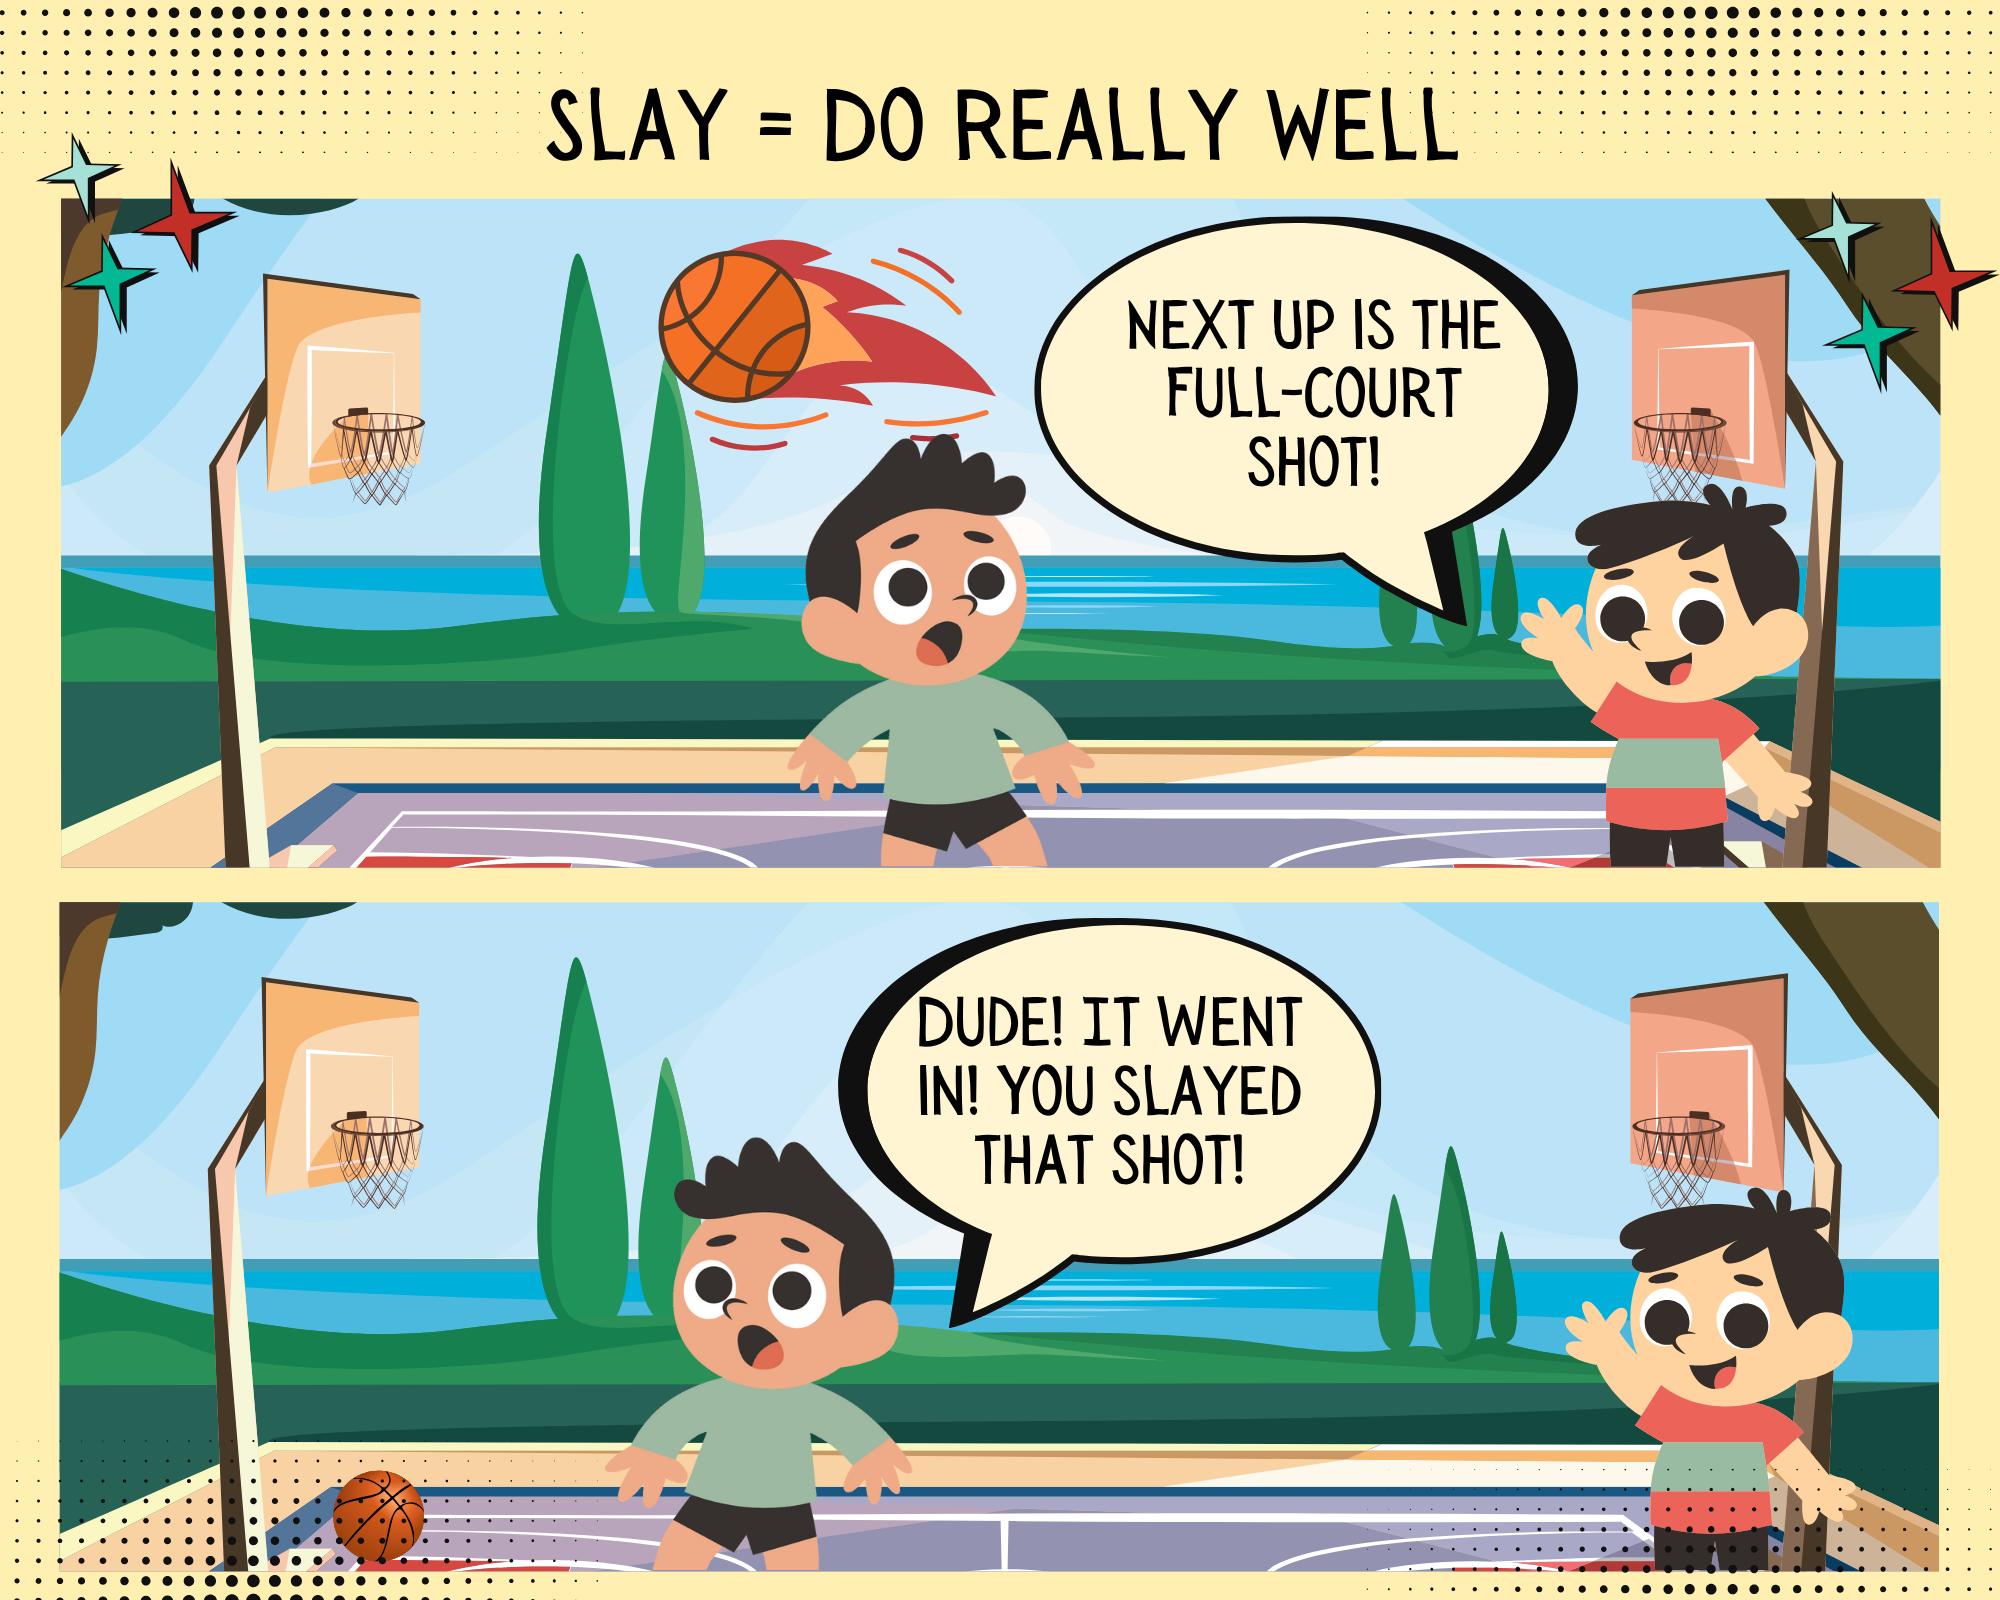 SLAY = DO REALLY WELL
NEXT UP IS THE
FULL-COURT
SHOT!
DUDE! IT WENT
IN! YOU SLAYED
THAT SHOT!